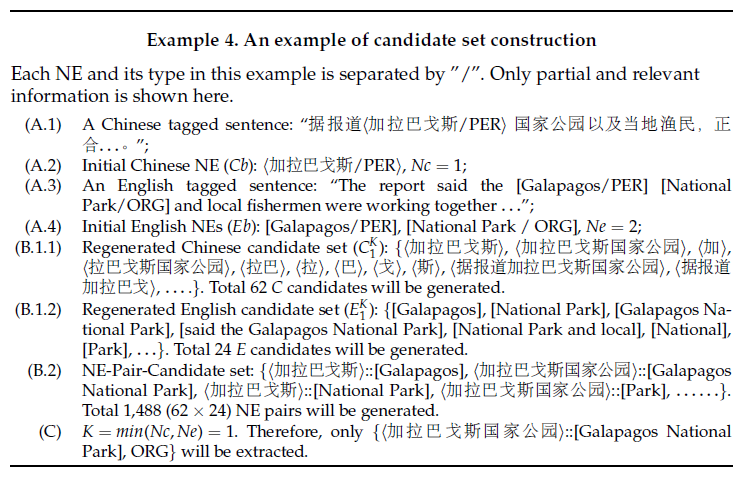 Example 4. An example of candidate set construction
Each NE and its type in this example is separated by ”/”. Only partial and relevant
information is shown here.
(A.1) A Chinese tagged sentence: “据报道⟨加拉巴戈斯/PER⟩ 国家公园以及当地渔民，正
合...。”;
(A.2) Initial Chinese NE (Cb): ⟨加拉巴戈斯/PER⟩, Nc = 1;
(A.3) An English tagged sentence: “The report said the [Galapagos/PER] [National
Park/ORG] and local fishermen were working together ...”;
(A.4) Initial English NEs (Eb): [Galapagos/PER], [National Park / ORG], Ne = 2;
(B.1.1) Regenerated Chinese candidate set (C₁ᴷ): {⟨加拉巴戈斯⟩, ⟨加拉巴戈斯国家公园⟩, ⟨加⟩,
⟨拉巴戈斯国家公园⟩, ⟨拉巴⟩, ⟨拉⟩, ⟨巴⟩, ⟨戈⟩, ⟨斯⟩, ⟨据报道加拉巴戈斯国家公园⟩, ⟨据报道
加拉巴戈⟩, ....}. Total 62 C candidates will be generated.
(B.1.2) Regenerated English candidate set (E₁ᴷ): {[Galapagos], [National Park], [Galapagos Na-
tional Park], [said the Galapagos National Park], [National Park and local], [National],
[Park], ...}. Total 24 E candidates will be generated.
(B.2) NE-Pair-Candidate set: {⟨加拉巴戈斯⟩::[Galapagos], ⟨加拉巴戈斯国家公园⟩::[Galapagos
National Park], ⟨加拉巴戈斯⟩::[National Park], ⟨加拉巴戈斯国家公园⟩::[Park], ......}.
Total 1,488 (62 × 24) NE pairs will be generated.
(C) K = min(Nc, Ne) = 1. Therefore, only {⟨加拉巴戈斯国家公园⟩::[Galapagos National
Park], ORG} will be extracted.